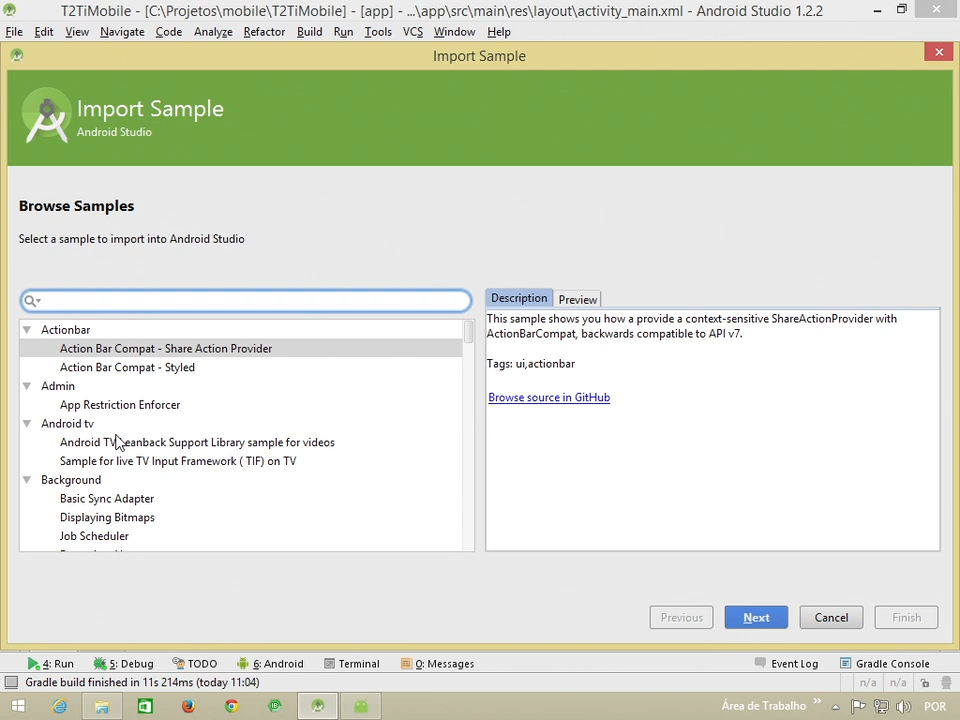 T2TiMobile - [C:\Projetos\mobile\T2TiMobile] - [app] - ...\app\src\main\res\layout\activity_main.xml - Android Studio 1.2.2
File Edit View Navigate Code Analyze Refactor Build Run Tools VCS Window Help
Import Sample
Import Sample
Android Studio
Browse Samples
Select a sample to import into Android Studio
Description Preview
Actionbar
Action Bar Compat - Share Action Provider
Action Bar Compat - Styled
Admin
App Restriction Enforcer
Android tv
Android TV Leanback Support Library sample for videos
Sample for live TV Input Framework ( TIF) on TV
Background
Basic Sync Adapter
Displaying Bitmaps
Job Scheduler
This sample shows you how a provide a context-sensitive ShareActionProvider with
ActionBarCompat, backwards compatible to API v7.
Tags: ui,actionbar
Browse source in GitHub
Previous Next Cancel Finish
4: Run 5: Debug TODO 6: Android Terminal 0: Messages Event Log Gradle Console
Gradle build finished in 11s 214ms (today 11:04) n/a n/a
Área de Trabalho » POR